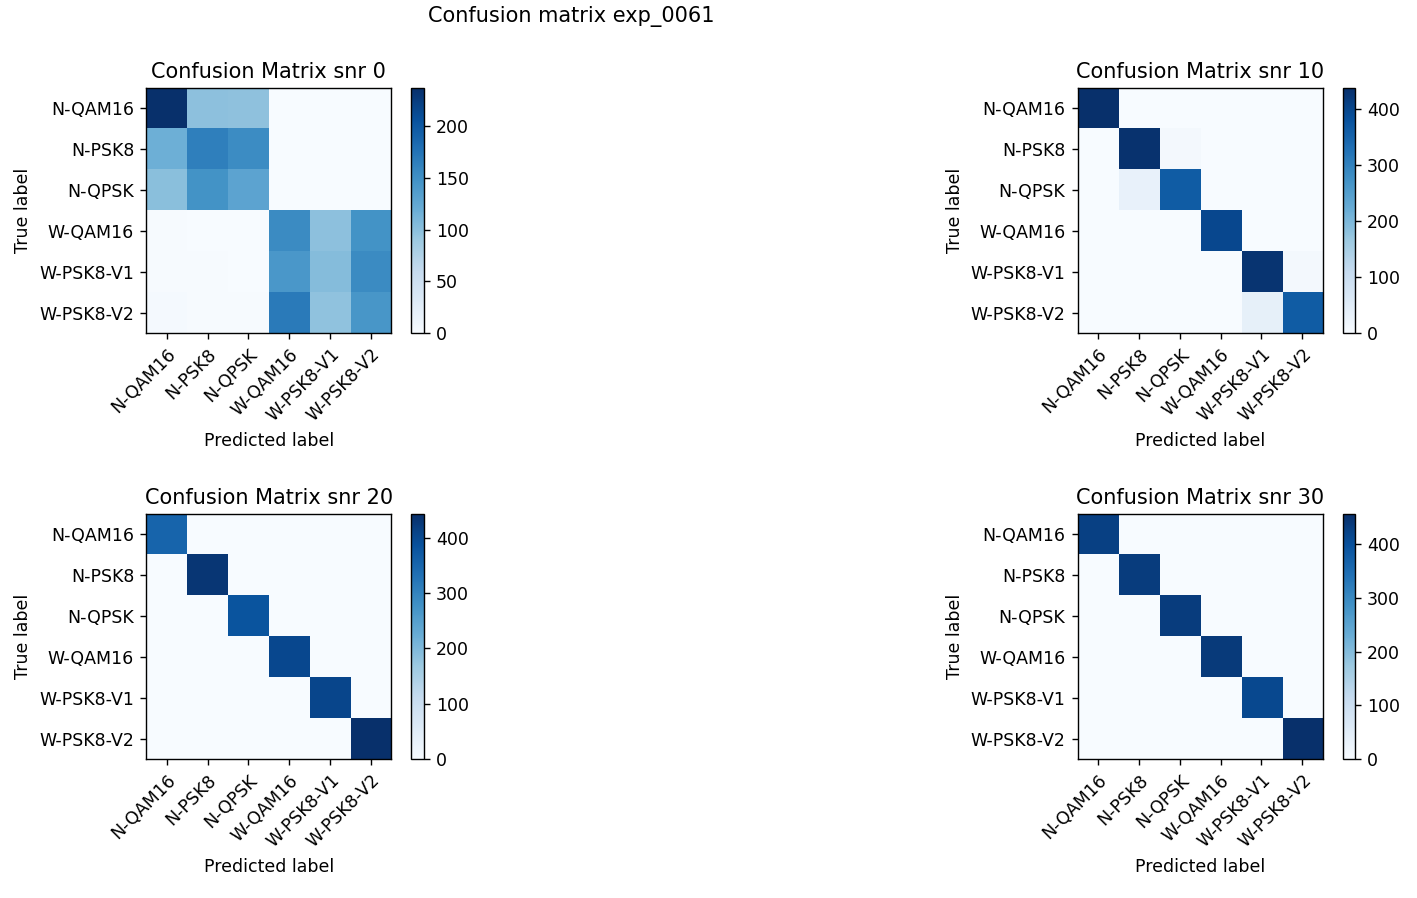 Confusion matrix exp_0061
Confusion Matrix snr 0
N-QAM16
N-PSK8
N-QPSK
W-QAM16
W-PSK8-V1
W-PSK8-V2
True label
N-QAM16
N-PSK8
N-QPSK
W-QAM16
W-PSK8-V1
W-PSK8-V2
Predicted label
200
150
100
50
0
Confusion Matrix snr 10
N-QAM16
N-PSK8
N-QPSK
W-QAM16
W-PSK8-V1
W-PSK8-V2
True label
N-QAM16
N-PSK8
N-QPSK
W-QAM16
W-PSK8-V1
W-PSK8-V2
Predicted label
400
300
200
100
0
Confusion Matrix snr 20
N-QAM16
N-PSK8
N-QPSK
W-QAM16
W-PSK8-V1
W-PSK8-V2
True label
N-QAM16
N-PSK8
N-QPSK
W-QAM16
W-PSK8-V1
W-PSK8-V2
Predicted label
400
300
200
100
0
Confusion Matrix snr 30
N-QAM16
N-PSK8
N-QPSK
W-QAM16
W-PSK8-V1
W-PSK8-V2
True label
N-QAM16
N-PSK8
N-QPSK
W-QAM16
W-PSK8-V1
W-PSK8-V2
Predicted label
400
300
200
100
0